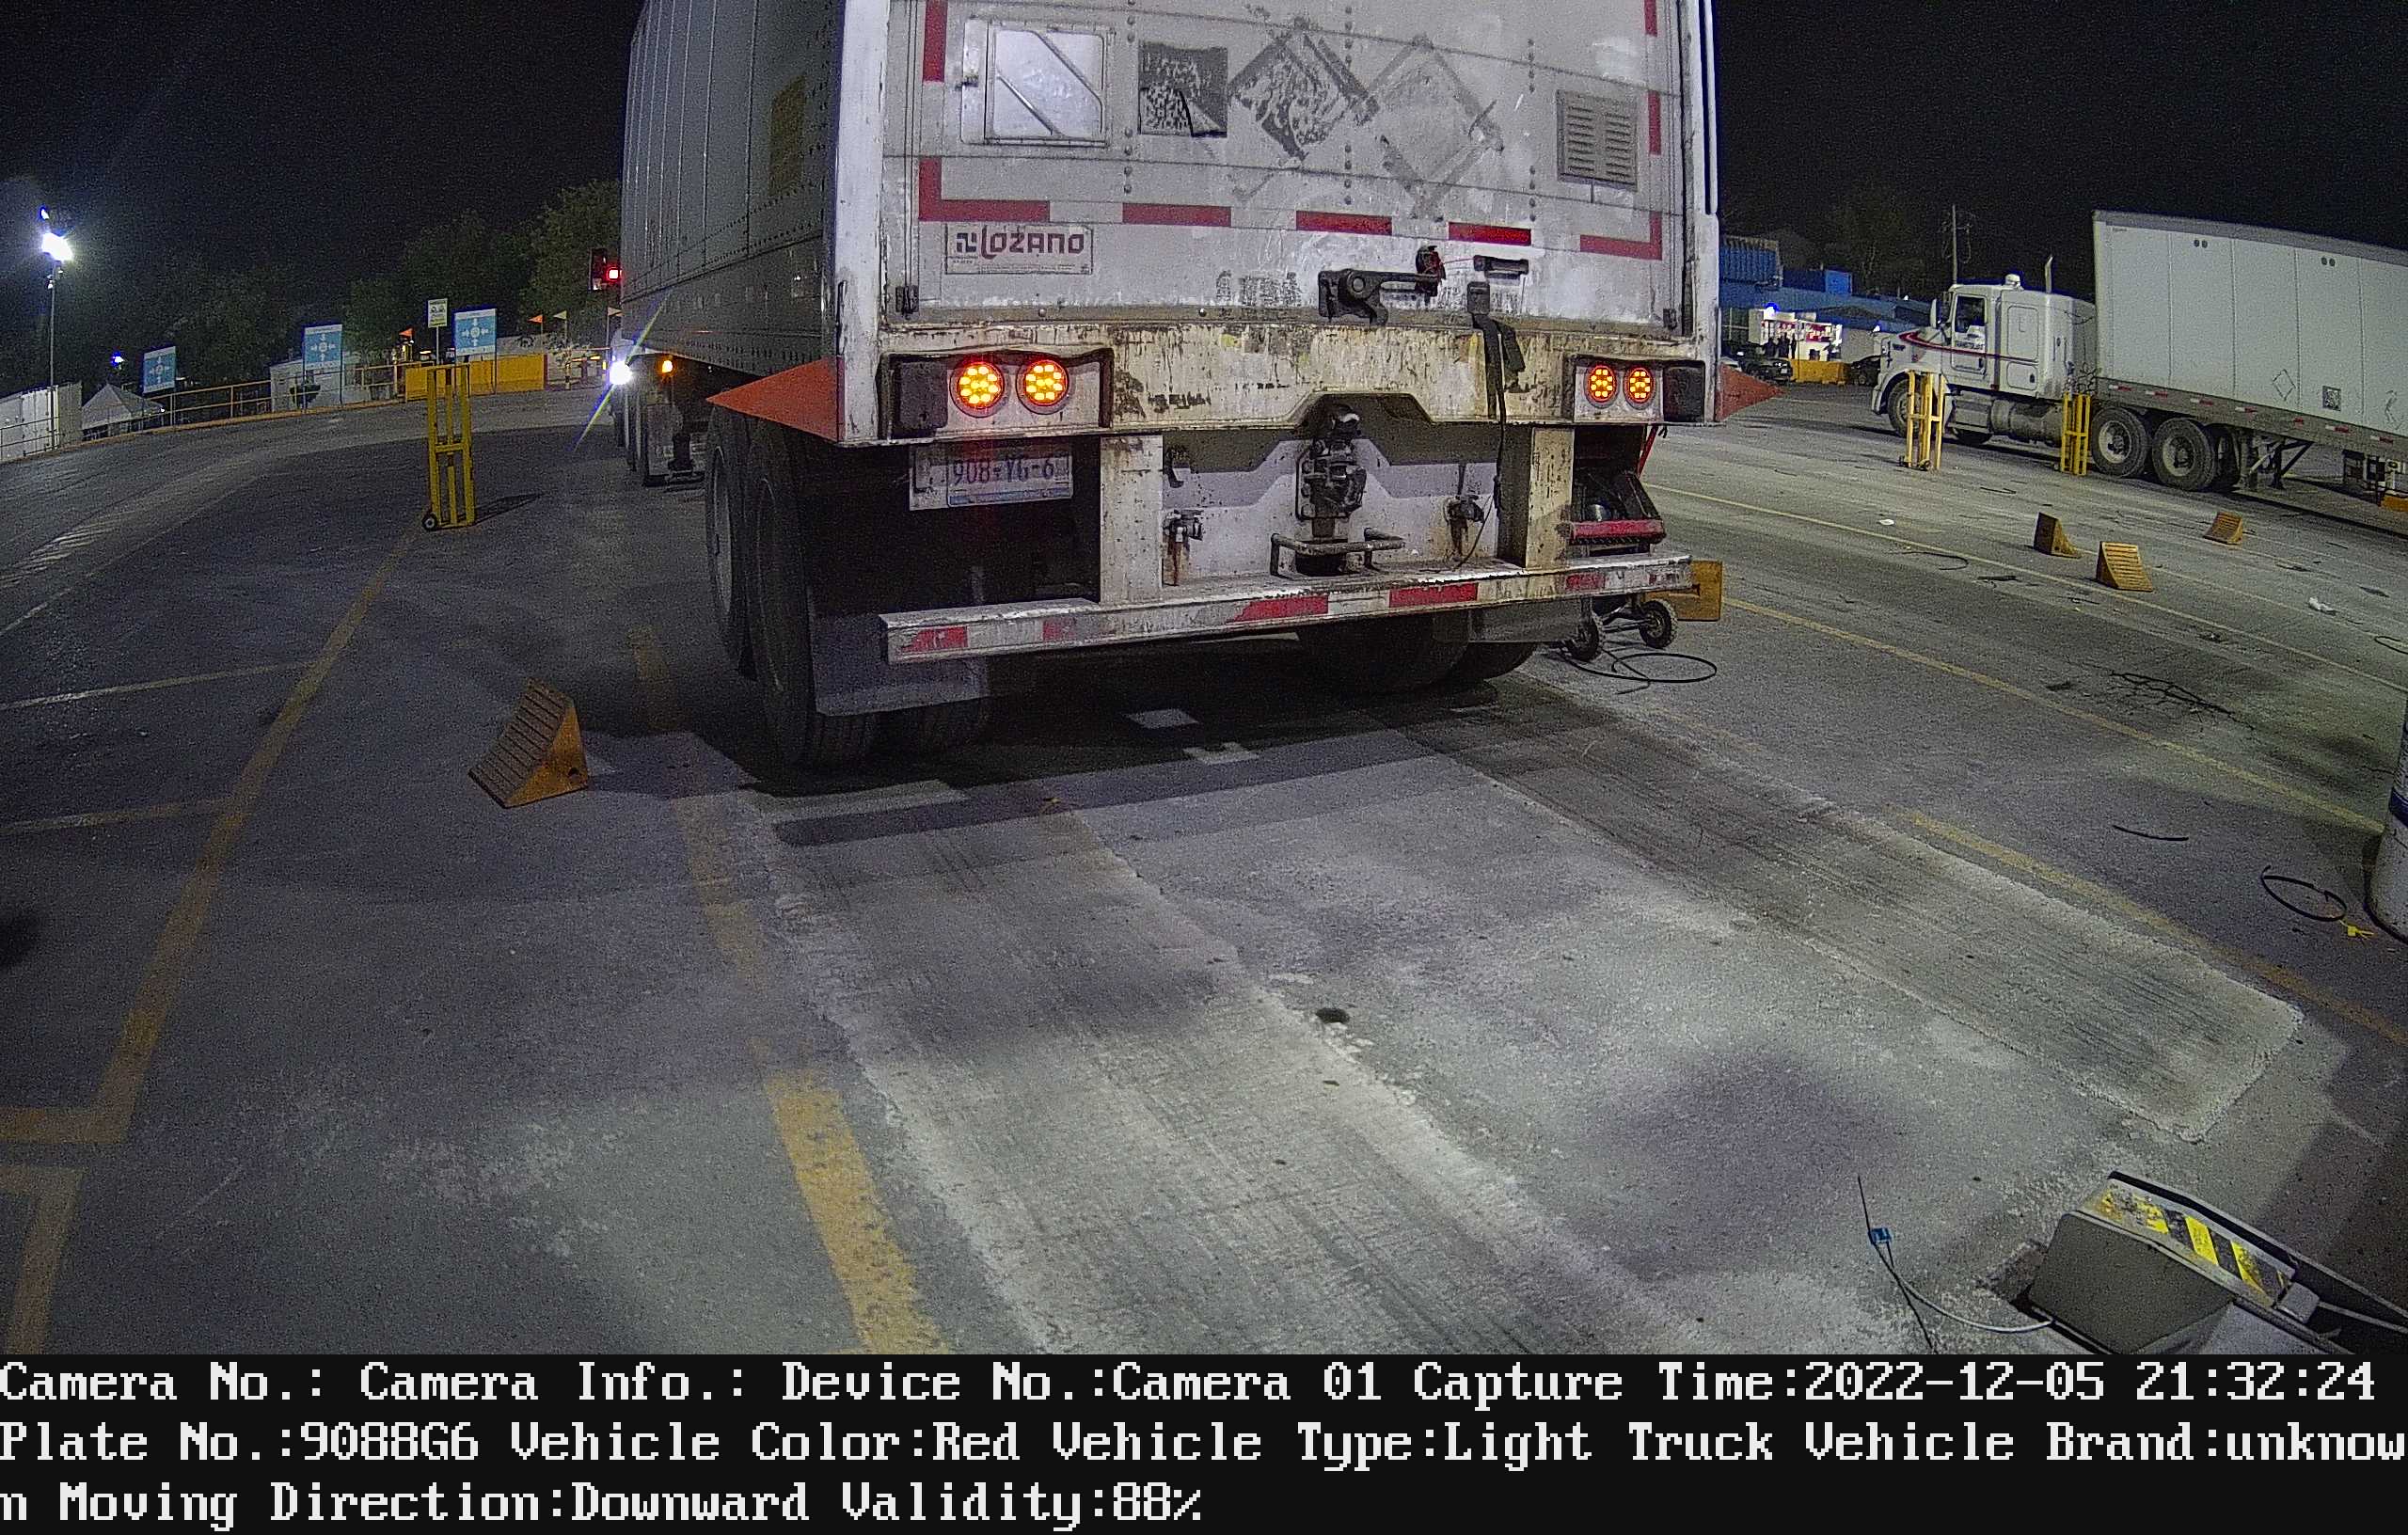 LOZANO
908-YG-6
Camera No.: Camera Info.: Device No.:Camera 01 Capture Time:2022-12-05 21:32:24
Plate No.:9088G6 Vehicle Color:Red Vehicle Type:Light Truck Vehicle Brand:unknow
n Moving Direction:Downward Validity:88%